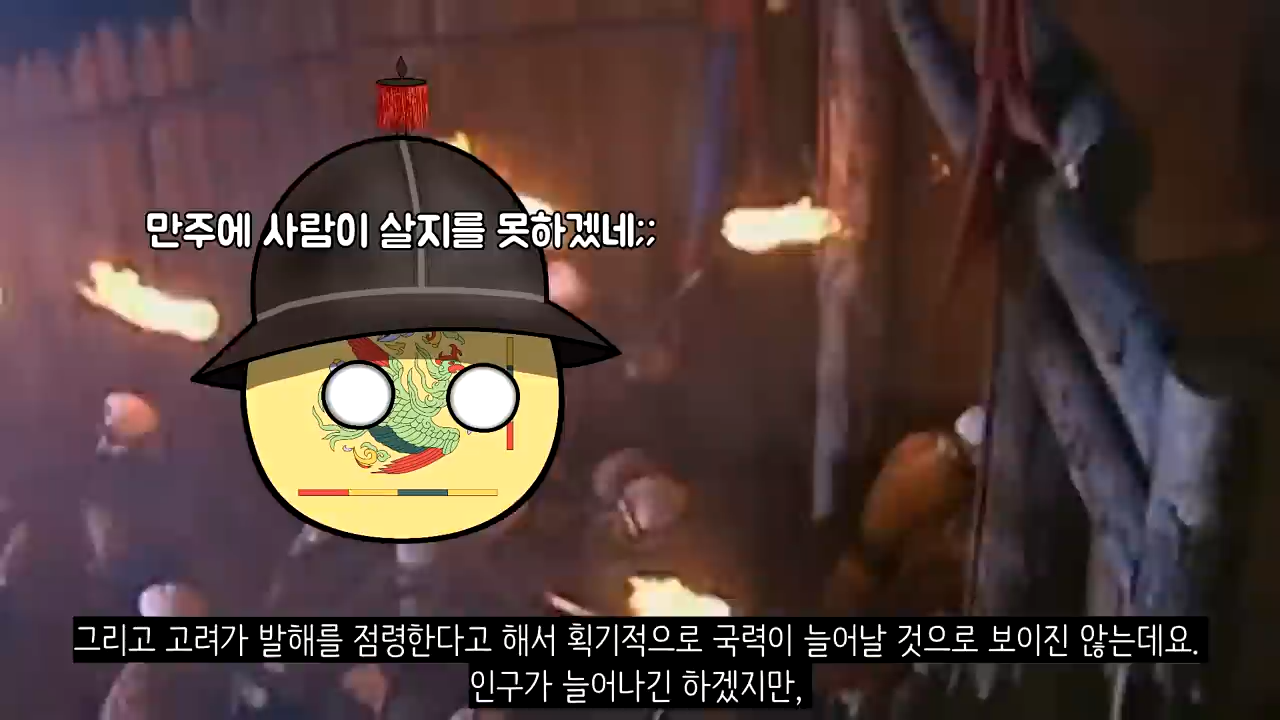 만주에 사람이 살지를 못하겠네;;
그리고 고려가 발해를 점령한다고 해서 획기적으로 국력이 늘어날 것으로 보이진 않는데요.
인구가 늘어나긴 하겠지만,